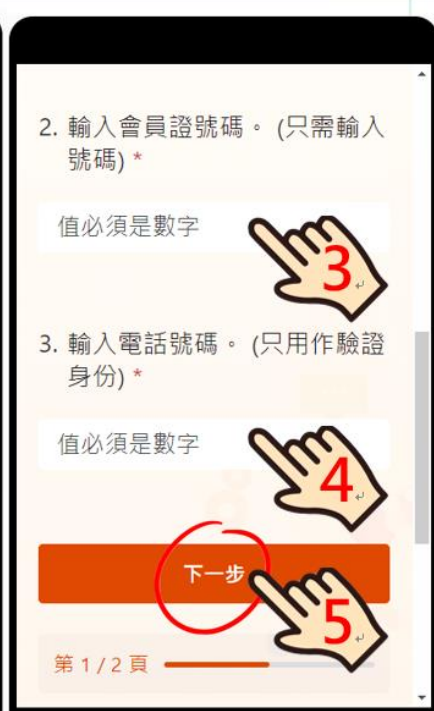 2. 輸入會員證號碼。 (只需輸入
號碼) *
值必須是數字
3
3. 輸入電話號碼。 (只用作驗證
身份) *
值必須是數字
4
下一步
5
第 1 / 2 頁